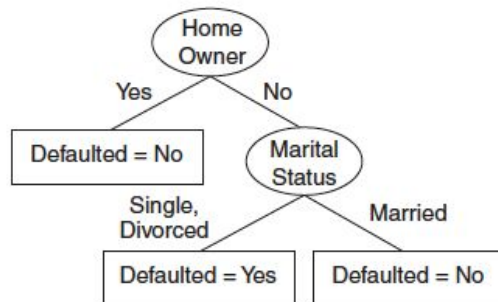 Home
Owner
Yes
No
Defaulted = No
Marital
Status
Single,
Divorced
Married
Defaulted = Yes
Defaulted = No